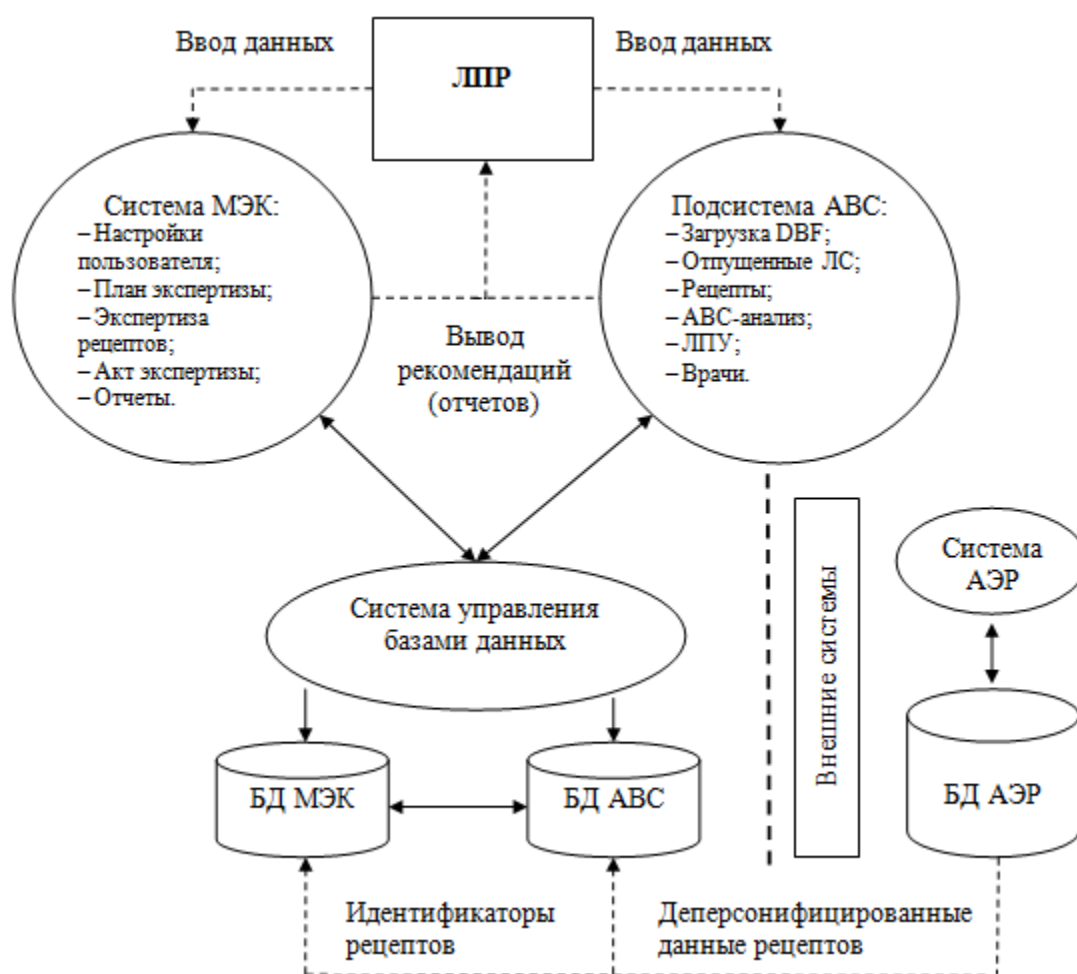 Ввод данных
ЛПР
Ввод данных
Система МЭК:
–Настройки
пользователя;
–План экспертизы;
–Экспертиза
рецептов;
–Акт экспертизы;
–Отчеты.
Подсистема АВС:
–Загрузка DBF;
–Отпущенные ЛС;
–Рецепты;
–АВС-анализ;
–ЛПУ;
–Врачи.
Вывод
рекомендаций
(отчетов)
Система управления
базами данных
Внешние системы
Система
АЭР
БД МЭК
БД АВС
БД АЭР
Идентификаторы
рецептов
Деперсонифицированные
данные рецептов